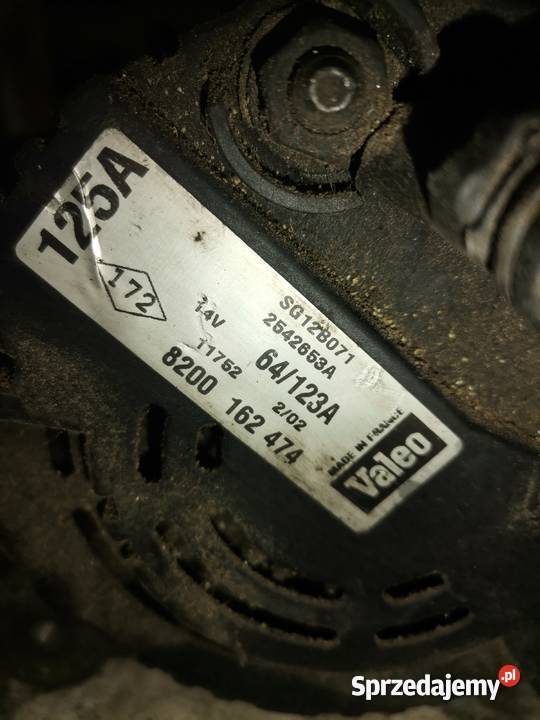 125A
172
14V
11752
8200 162 474
SG12B071
2542653A
64/123A
2/02
MADE IN FRANCE
Valeo
Sprzedajemy.pl